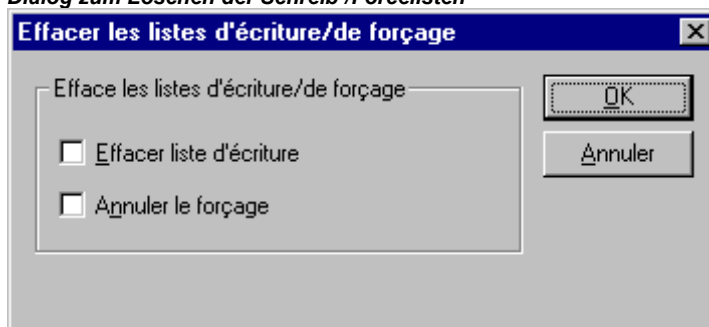 Dialog zum Löschen der Schreib-/Forcelisten
Effacer les listes d'écriture/de forçage
Efface les listes d'écriture/de forçage
OK
Effacer liste d'écriture
Annuler
Annuler le forçage